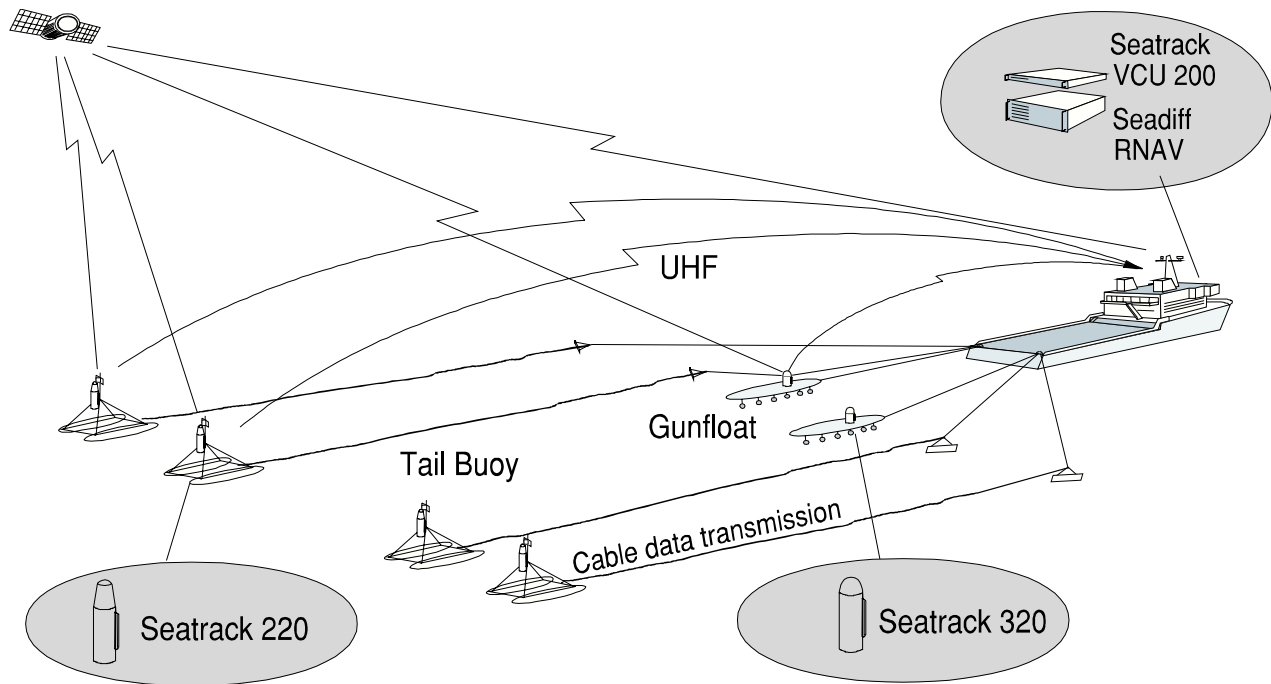 Seatrack
VCU 200
Seadiff
RNAV
UHF
Gunfloat
Tail Buoy
Cable data transmission
Seatrack 220
Seatrack 320